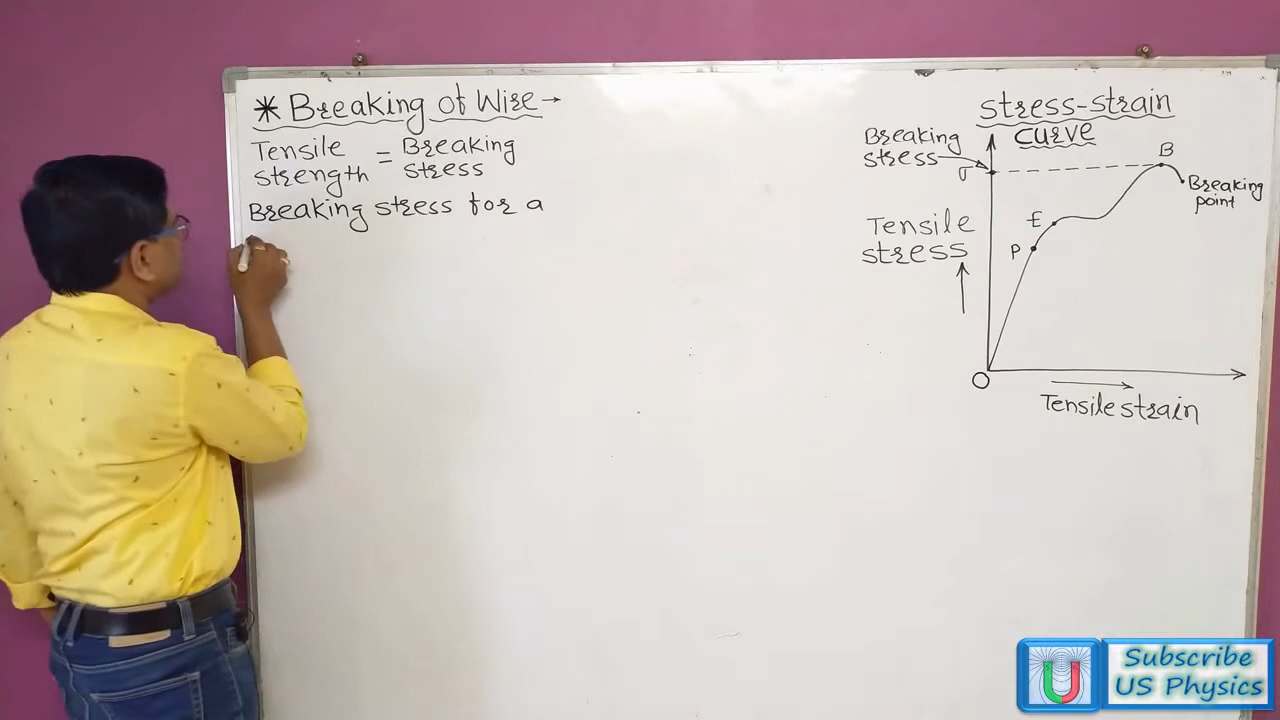 * Breaking of Wire →
Tensile strength = Breaking stress
Breaking stress for a
stress-strain
curve
Breaking
stress
σ
B
Breaking
point
E
P
Tensile
stress
O
Tensile strain
Subscribe
US Physics